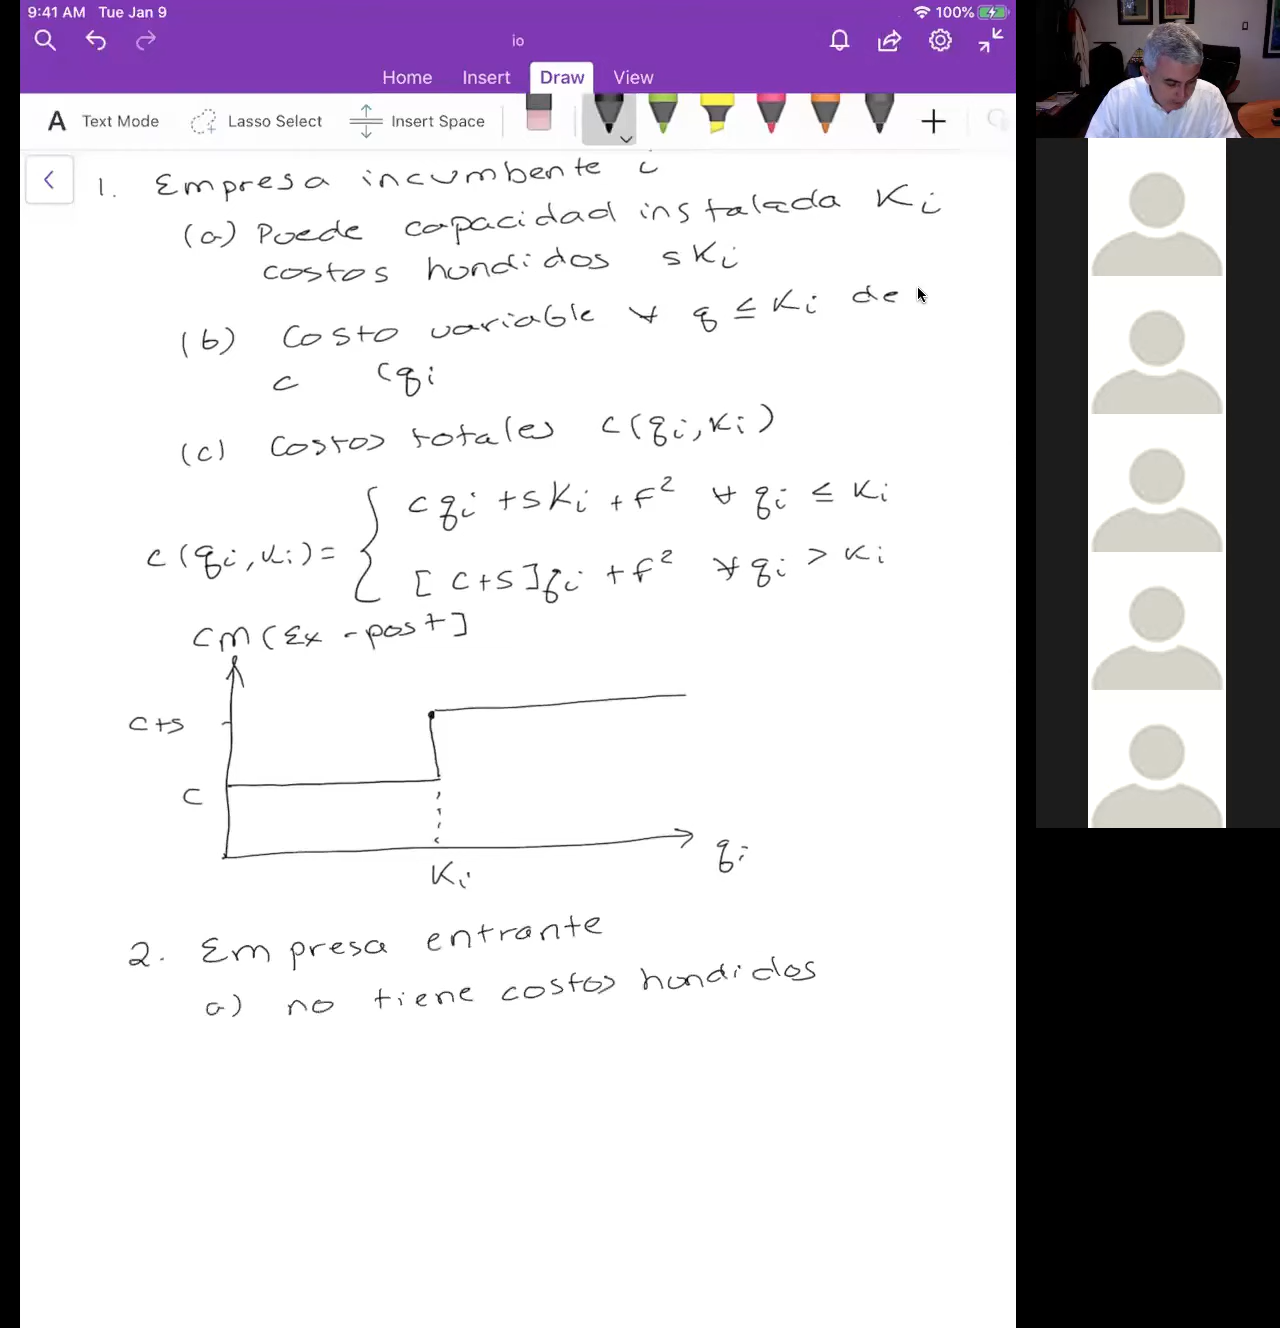 9:41 AM Tue Jan 9
100%
io
Home Insert Draw View
A Text Mode Lasso Select Insert Space
1. Empresa incumbente i
(a) Puede capacidad instalada Ki
costos hundidos sKi
(b) Costo variable ∀ q ≤ Ki de
c cqi
(c) Costos totales c(qi,Ki)
c(qi,Ki)= { cqi + sKi + F² ∀ qi ≤ Ki
[c+s]qi + F² ∀ qi > Ki
CM (Ex-post]
c+s
c
Ki
qi
2. Empresa entrante
a) no tiene costos hundidos